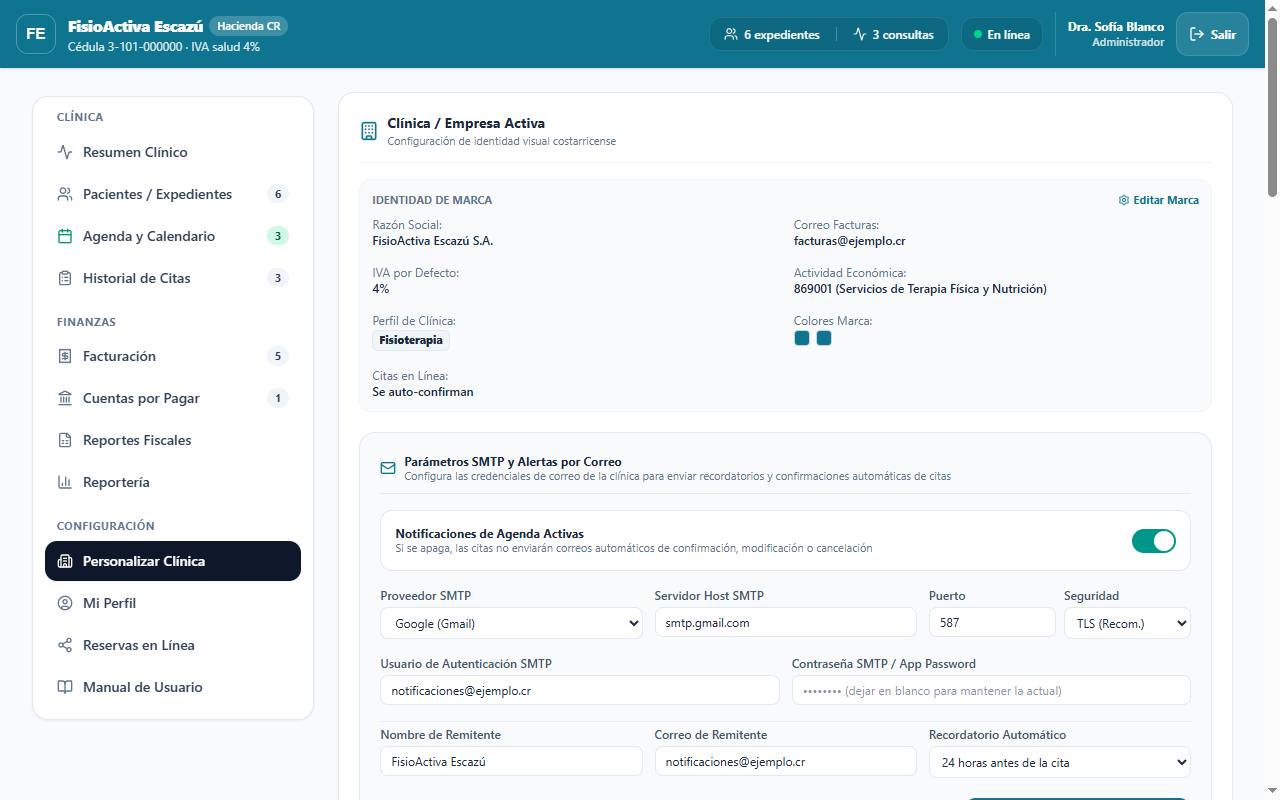 FE
FisioActiva Escazú Hacienda CR
Cédula 3-101-000000 · IVA salud 4%
6 expedientes
3 consultas
En línea
Dra. Sofía Blanco
Administrador
Salir
CLÍNICA
Resumen Clínico
Pacientes / Expedientes 6
Agenda y Calendario 3
Historial de Citas 3
FINANZAS
Facturación 5
Cuentas por Pagar 1
Reportes Fiscales
Reportería
CONFIGURACIÓN
Personalizar Clínica
Mi Perfil
Reservas en Línea
Manual de Usuario
Clínica / Empresa Activa
Configuración de identidad visual costarricense
IDENTIDAD DE MARCA
Editar Marca
Razón Social:
FisioActiva Escazú S.A.
Correo Facturas:
facturas@ejemplo.cr
IVA por Defecto:
4%
Actividad Económica:
869001 (Servicios de Terapia Física y Nutrición)
Perfil de Clínica:
Fisioterapia
Colores Marca:
Citas en Línea:
Se auto-confirman
Parámetros SMTP y Alertas por Correo
Configura las credenciales de correo de la clínica para enviar recordatorios y confirmaciones automáticas de citas
Notificaciones de Agenda Activas
Si se apaga, las citas no enviarán correos automáticos de confirmación, modificación o cancelación
Proveedor SMTP
Google (Gmail)
Servidor Host SMTP
smtp.gmail.com
Puerto
587
Seguridad
TLS (Recom.)
Usuario de Autenticación SMTP
notificaciones@ejemplo.cr
Contraseña SMTP / App Password
•••••••• (dejar en blanco para mantener la actual)
Nombre de Remitente
FisioActiva Escazú
Correo de Remitente
notificaciones@ejemplo.cr
Recordatorio Automático
24 horas antes de la cita